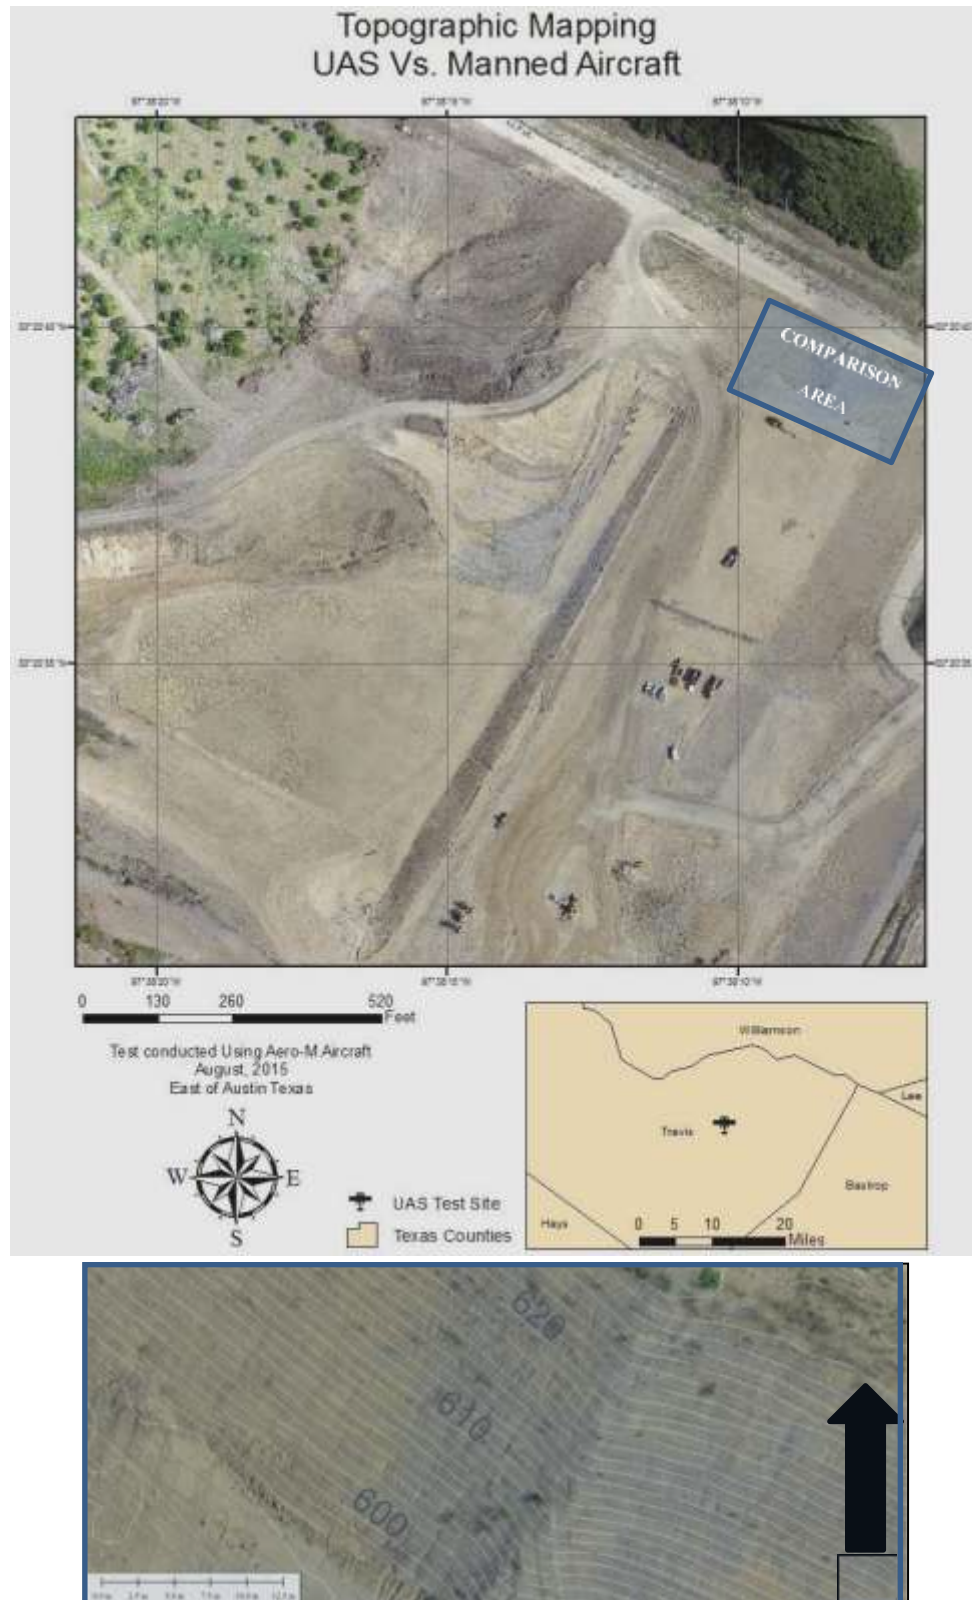 Topographic Mapping
UAS Vs. Manned Aircraft
COMPARISON
AREA
0 130 260 520
Feet
Test conducted Using Aero-M Aircraft
August, 2015
East of Austin Texas
N
W E
S
UAS Test Site
Texas Counties
Williamson
Lee
Travis
Bastrop
Hays
0 5 10 20
Miles
620
610
600